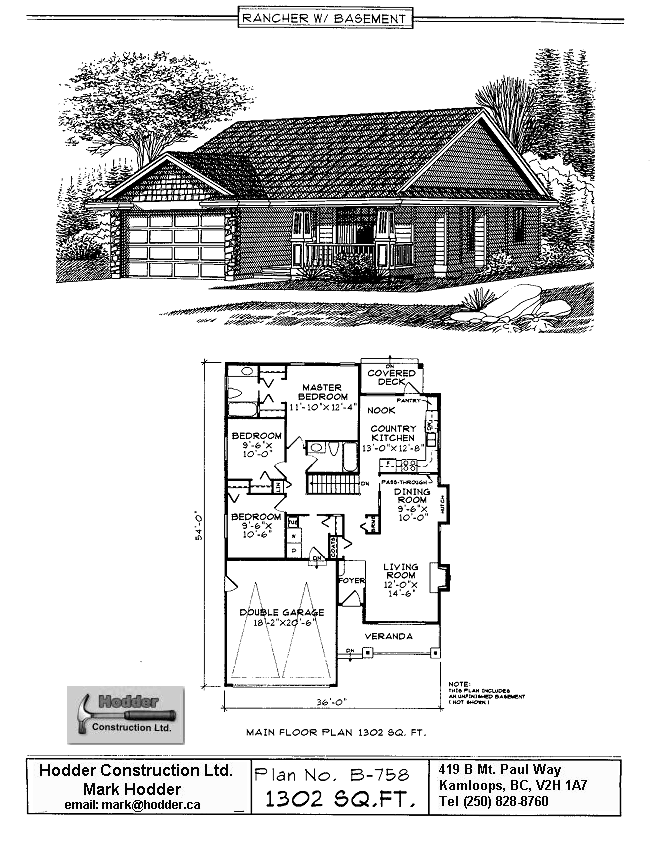 RANCHER W/ BASEMENT
DN
COVERED
DECK
MASTER
BEDROOM
11'-10"X12'-4"
PANTRY
NOOK
COUNTRY
KITCHEN
13'-0"X12'-8"
BEDROOM
9'-6"X
10'-0"
LIN
DN
PASS-THROUGH
DINING
ROOM
9'-6"X
10'-0"
HUTCH
BEDROOM
9'-6"X
10'-6"
COATS
DN
LIVING
ROOM
12'-0"X
14'-6"
FOYER
54'-0"
DOUBLE GARAGE
18'-2"X20'-6"
VERANDA
DN
36'-0"
NOTE:
THIS PLAN INCLUDES
AN UNFINISHED BASEMENT
(NOT SHOWN)
Hodder
Construction Ltd.
MAIN FLOOR PLAN 1302 SQ. FT.
Hodder Construction Ltd.
Mark Hodder
email: mark@hodder.ca
Plan No. B-758
1302 SQ.FT.
419 B Mt. Paul Way
Kamloops, BC, V2H 1A7
Tel (250) 828-8760